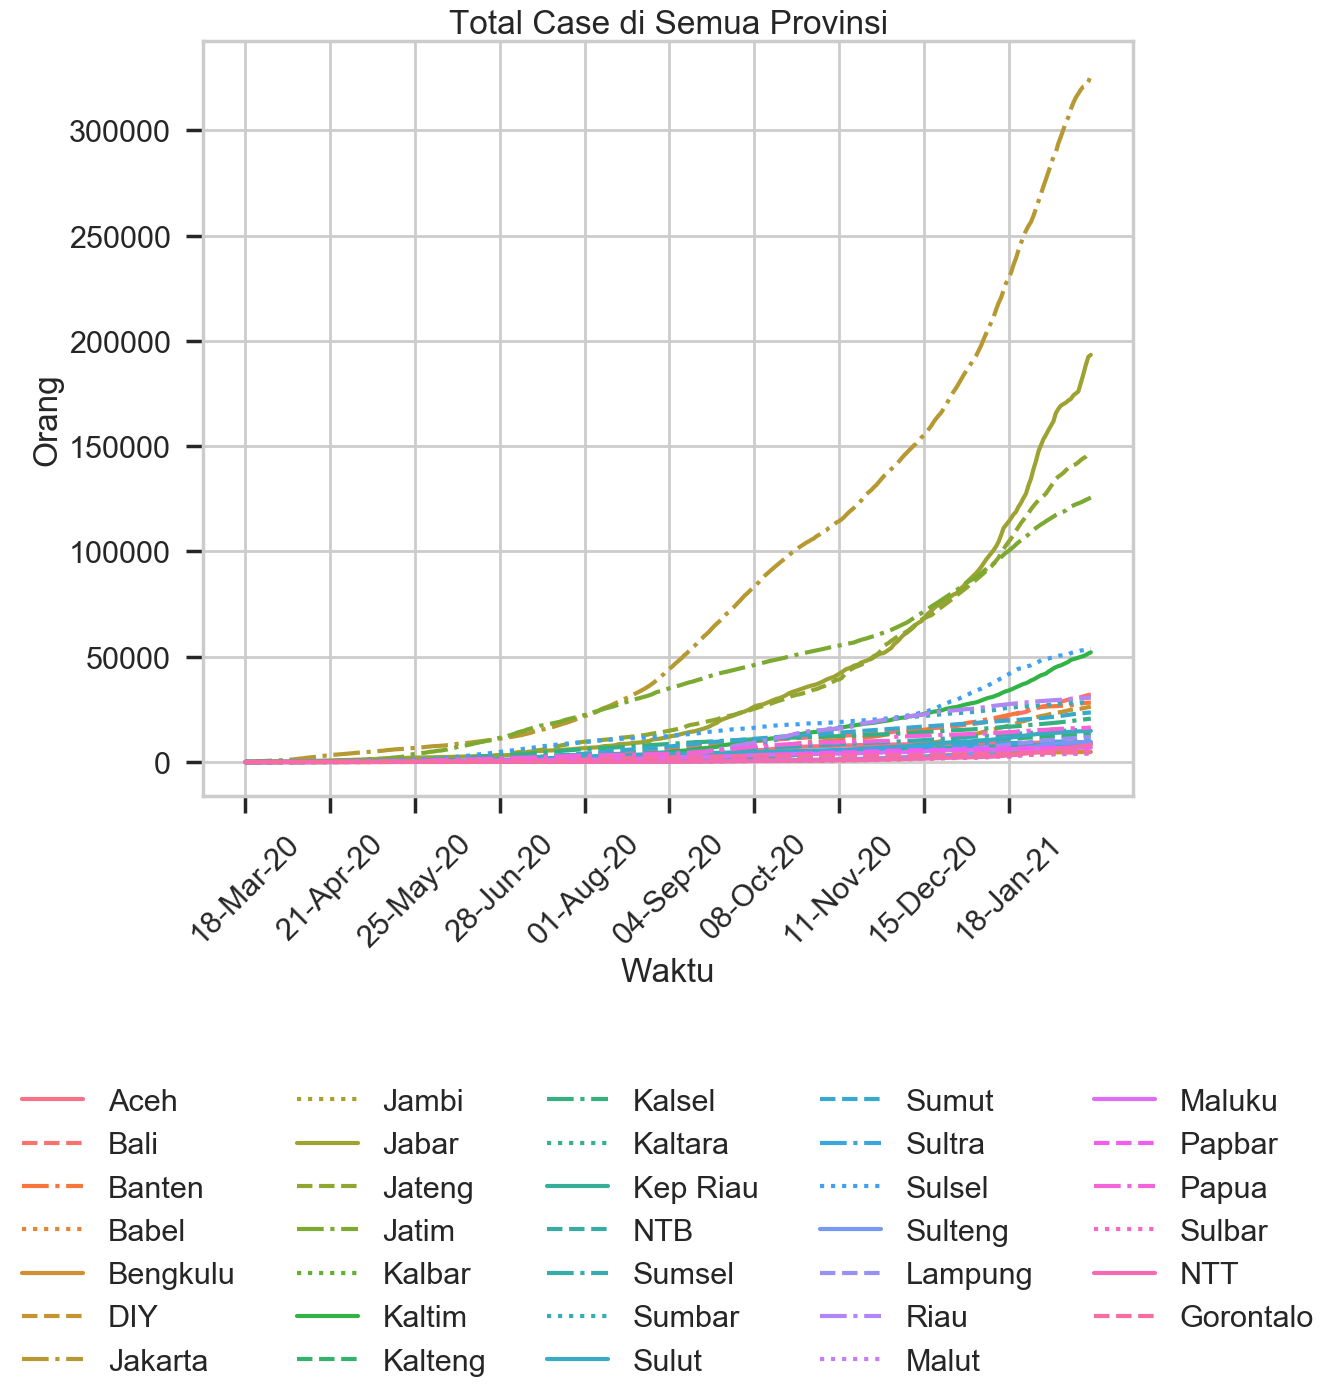 Total Case di Semua Provinsi
300000
250000
200000
150000
100000
50000
0
Orang
18-Mar-20
21-Apr-20
25-May-20
28-Jun-20
01-Aug-20
04-Sep-20
08-Oct-20
11-Nov-20
15-Dec-20
18-Jan-21
Waktu
Aceh
Bali
Banten
Babel
Bengkulu
DIY
Jakarta
Jambi
Jabar
Jateng
Jatim
Kalbar
Kaltim
Kalteng
Kalsel
Kaltara
Kep Riau
NTB
Sumsel
Sumbar
Sulut
Sumut
Sultra
Sulsel
Sulteng
Lampung
Riau
Malut
Maluku
Papbar
Papua
Sulbar
NTT
Gorontalo